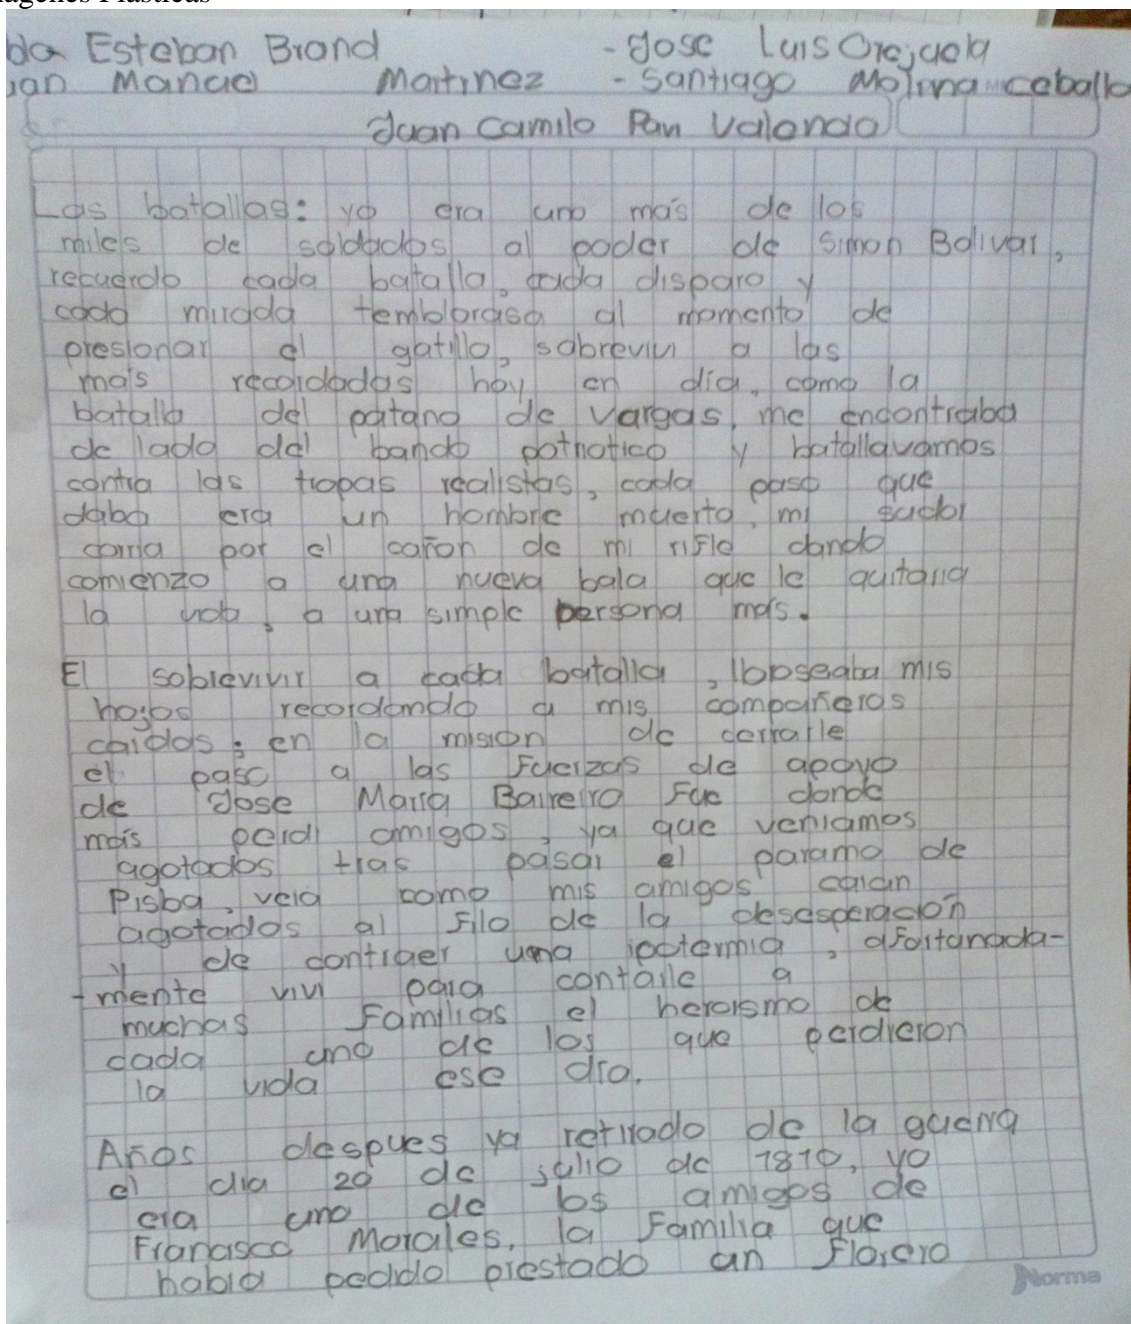 ágenes Plásticas
da Esteban Brand - Jose Luis Orejuela
uan Manuel Martinez - Santiago Molina ceballo
Juan camilo Pan Valencia
Las batallas: yo era uno más de los
miles de soldados al poder de simon Bolivar,
recuerdo cada batalla, cada disparo y
cada mirada temblorosa al momento de
presionar el gatillo, sobrevivi a las
más recordadas hoy en día, como la
batalla del patano de vargas, me encontraba
de lado del bando patriotico y batallavamos
contra las tropas realistas, cada paso que
daba era un hombre muerto, mi sudor
corria por el cañon de mi rifle dando
comienzo a una nueva bala que le quitaria
la vida, a una simple persona más.
El sobrevivir a cada batalla, lopseaba mis
hojos recordando a mis compañeros
caidos; en la mision de cerrarle
el paso a las Fuerzas de apoyo
de Jose Maria Barreiro Fue donde
más perdi amigos, ya que veniamos
agotados tras pasar el paramo de
Pisba, veia como mis amigos caian
agotados al Filo de la desesperación
y de contraer una ipotermia, afortunada-
-mente vivi para contarle a
muchas Familias el heroismo de
cada uno de los que perdieron
la vida ese día.
Años despues ya retirado de la guerra
el dia 20 de julio de 1810, yo
era uno de los amigos de
Francisco Morales, la Familia que
habia pedido prestado un Florero
Norma